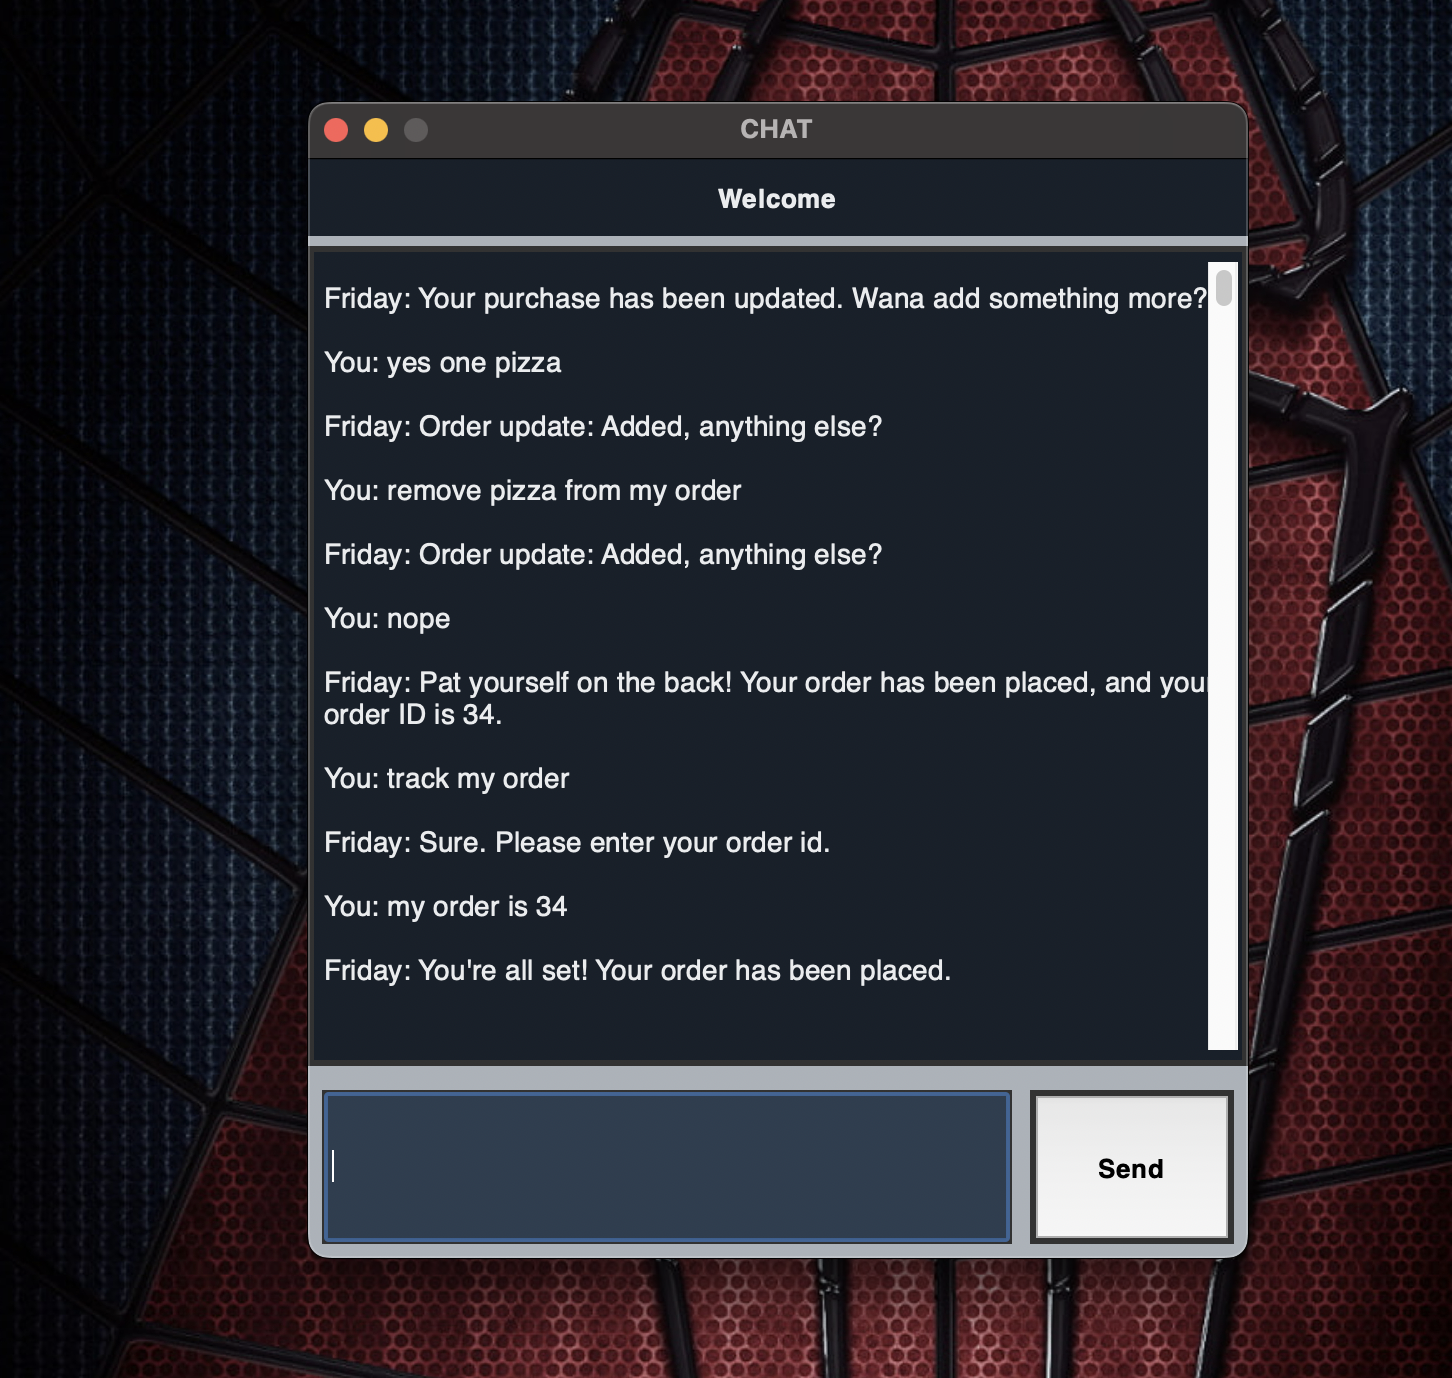 CHAT
Welcome
Friday: Your purchase has been updated. Wana add something more?
You: yes one pizza
Friday: Order update: Added, anything else?
You: remove pizza from my order
Friday: Order update: Added, anything else?
You: nope
Friday: Pat yourself on the back! Your order has been placed, and your
order ID is 34.
You: track my order
Friday: Sure. Please enter your order id.
You: my order is 34
Friday: You're all set! Your order has been placed.
Send